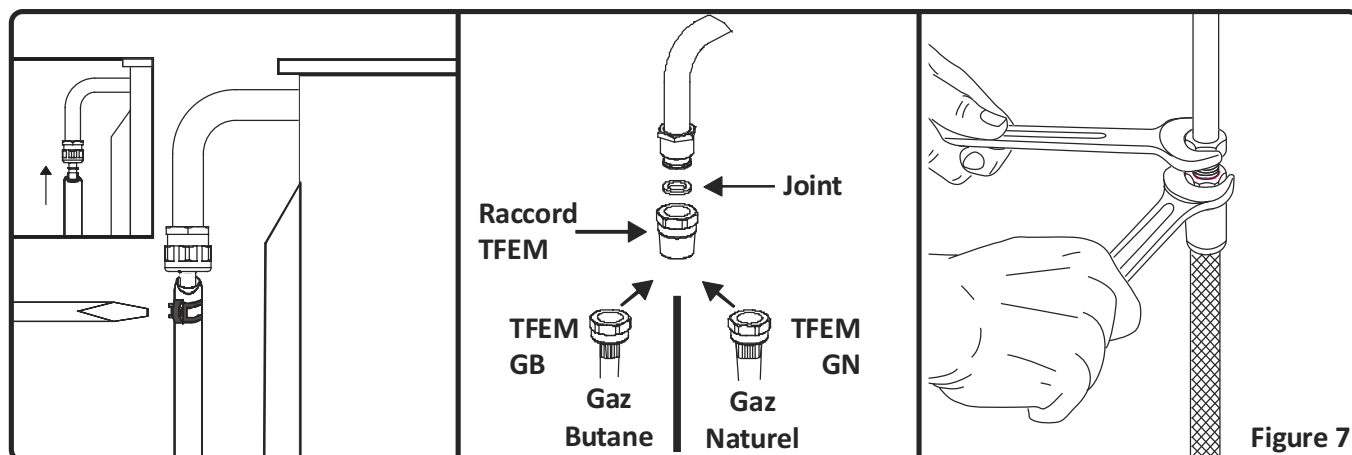 Joint
Raccord
TFEM
TFEM
GB
Gaz
Butane
TFEM
GN
Gaz
Naturel
Figure 7